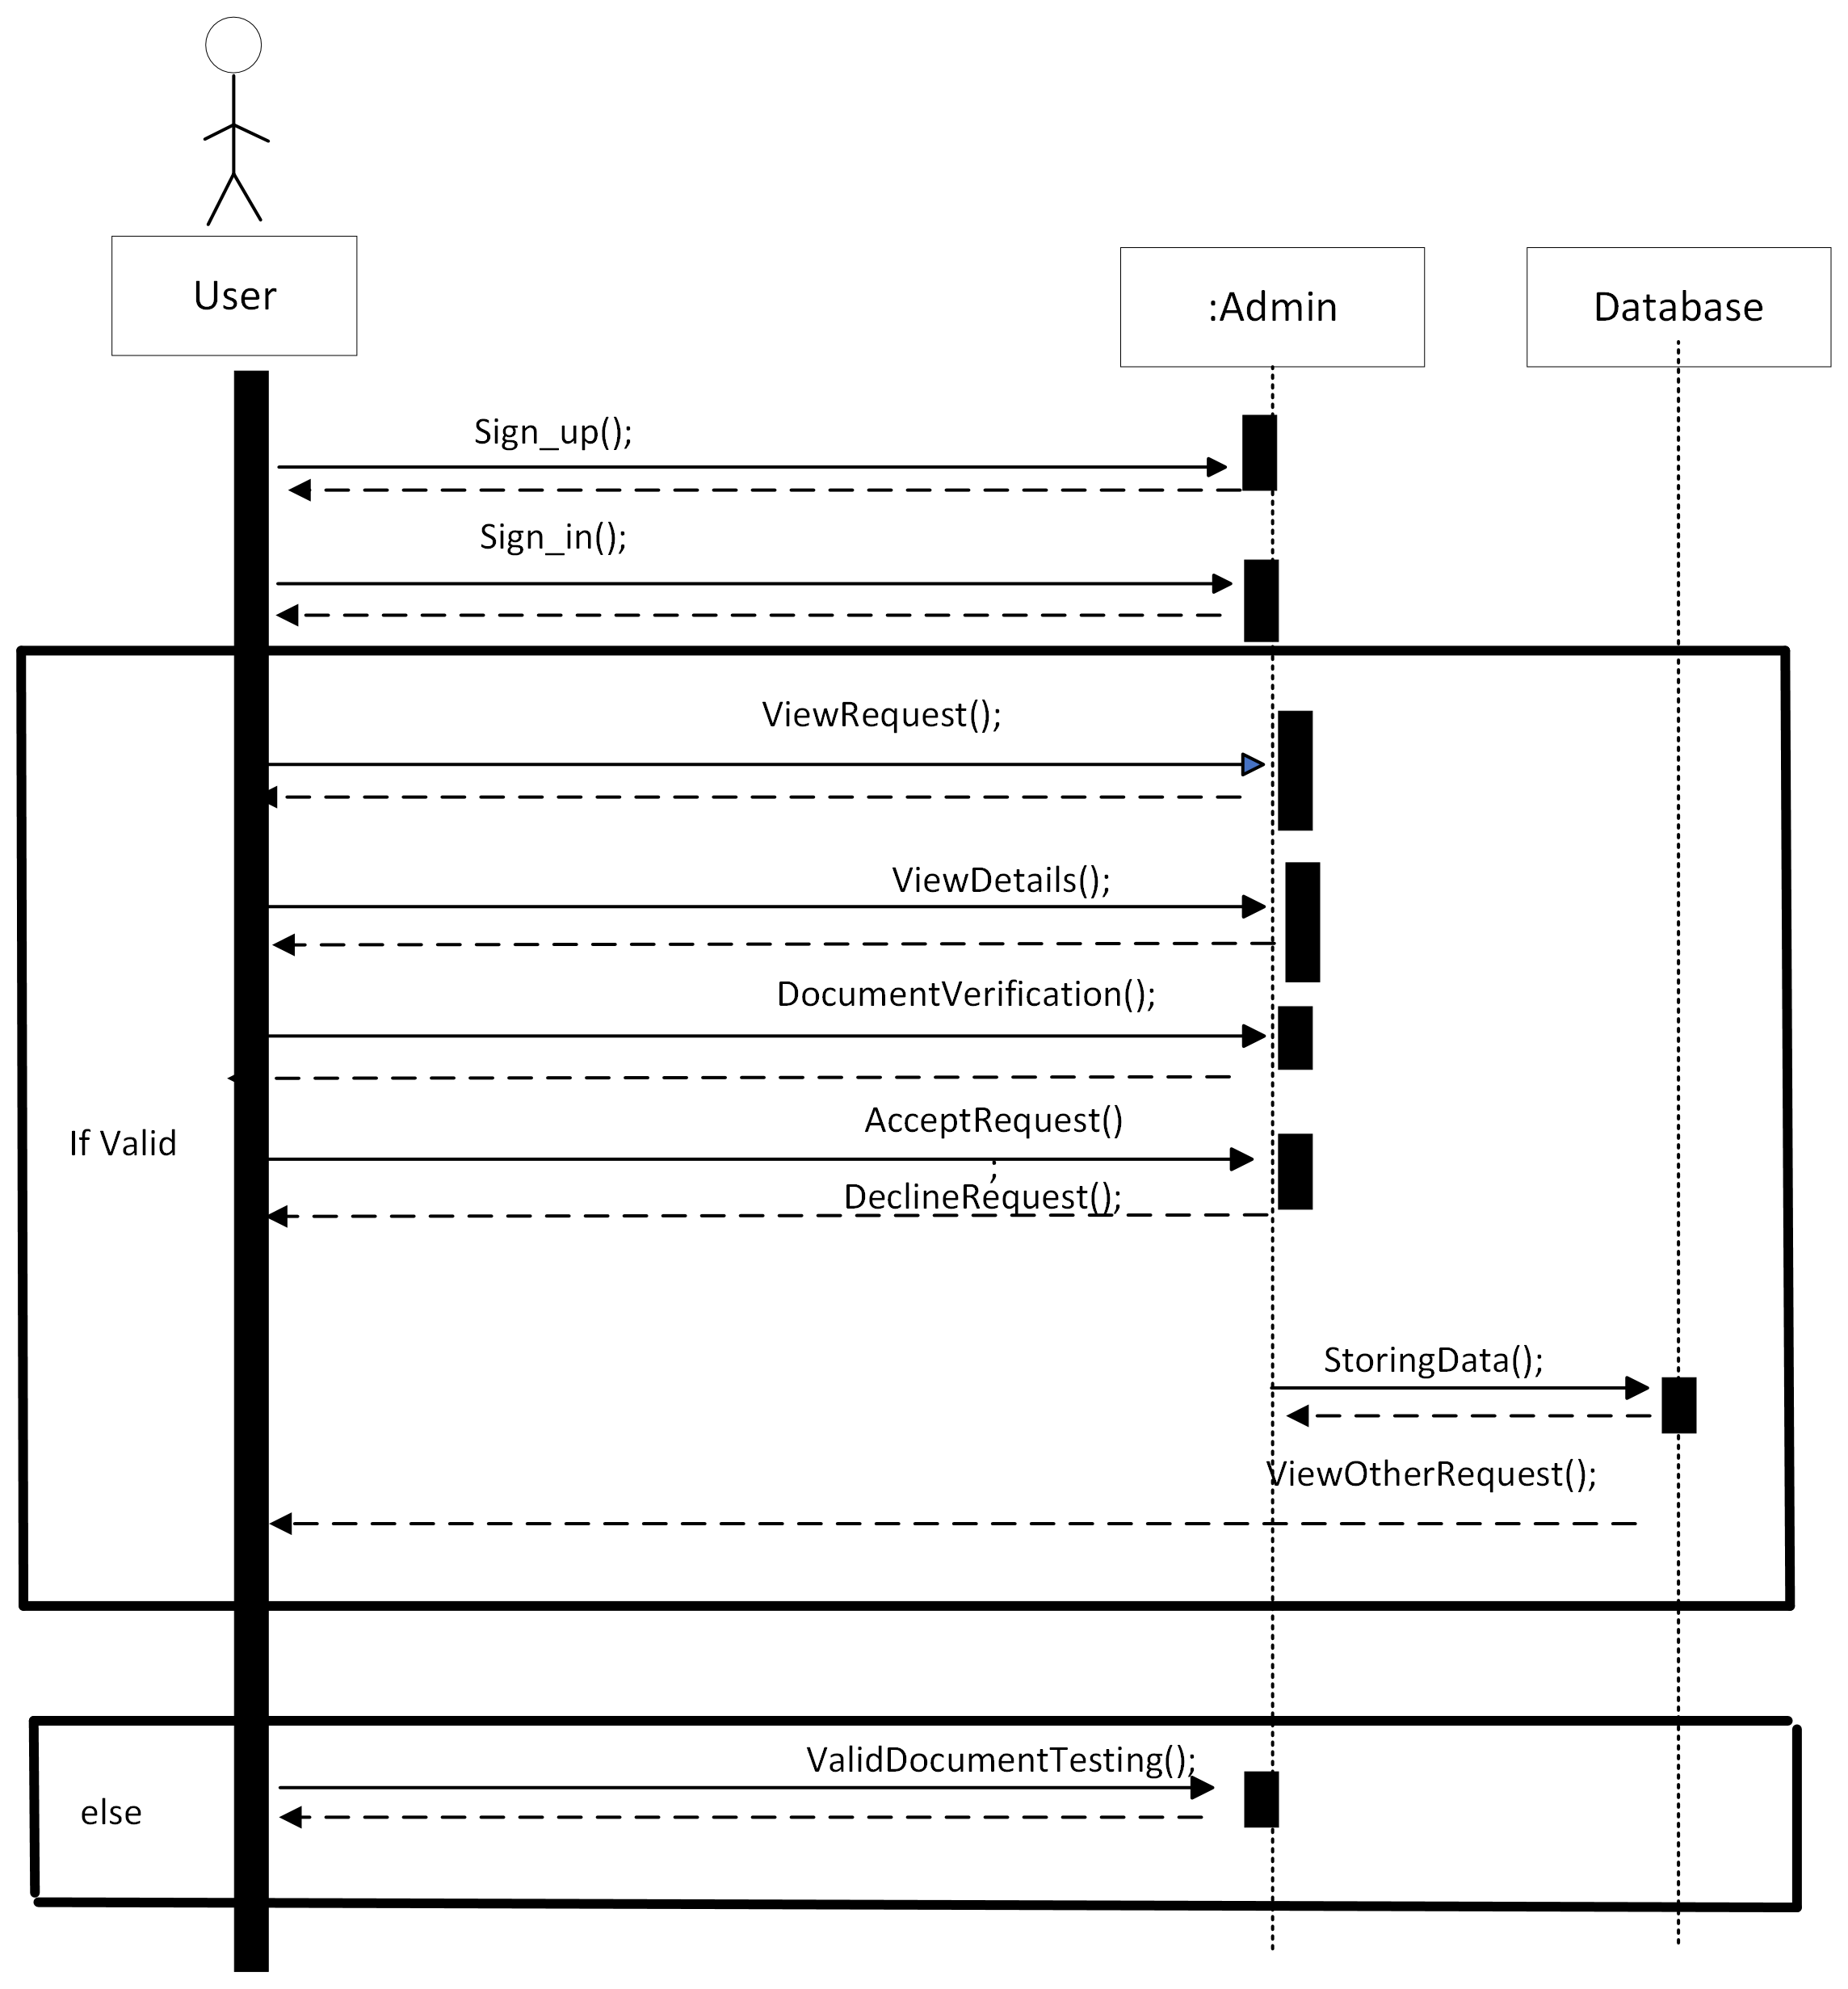 User
:Admin
Database
Sign_up();
Sign_in();
ViewRequest();
ViewDetails();
DocumentVerification();
If Valid
AcceptRequest()
;
DeclineRequest();
StoringData();
ViewOtherRequest();
ValidDocumentTesting();
else